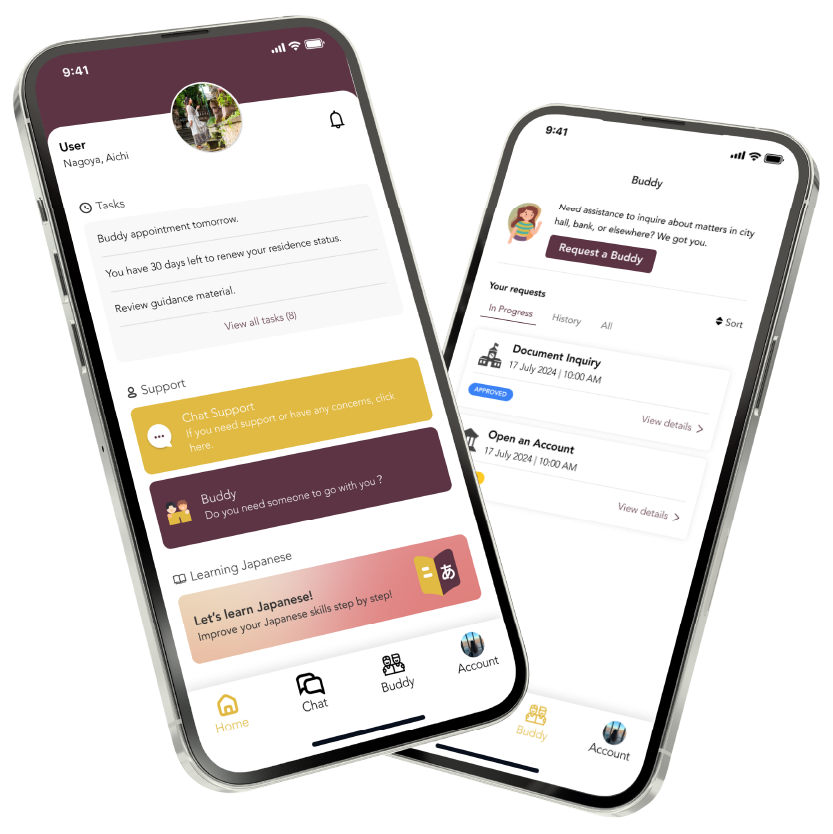 9:41
User
Nagoya, Aichi
Tasks
Buddy appointment tomorrow.
You have 30 days left to renew your residence status.
Review guidance material.
View all tasks (8)
Support
Chat Support
If you need support or have any concerns, click
here.
Buddy
Do you need someone to go with you ?
Learning Japanese
Let's learn Japanese!
Improve your Japanese skills step by step!
あ
Home
Chat
Buddy
Account
9:41
Buddy
Need assistance to inquire about matters in city
hall, bank, or elsewhere? We got you.
Request a Buddy
Your requests
In Progress
History
All
Sort
Document Inquiry
17 July 2024 | 10:00 AM
APPROVED
View details
Open an Account
17 July 2024 | 10:00 AM
View details
Buddy
Account